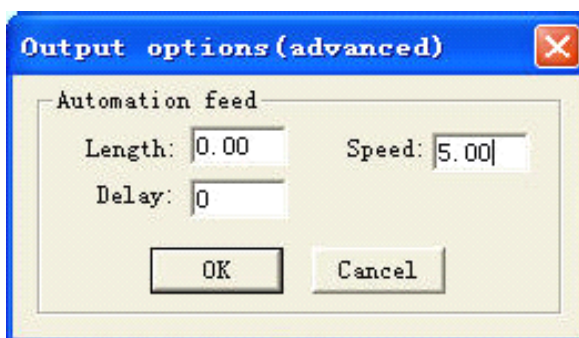 Output options(advanced)
Automation feed
Length: 0.00 Speed: 5.00
Delay: 0
OK Cancel